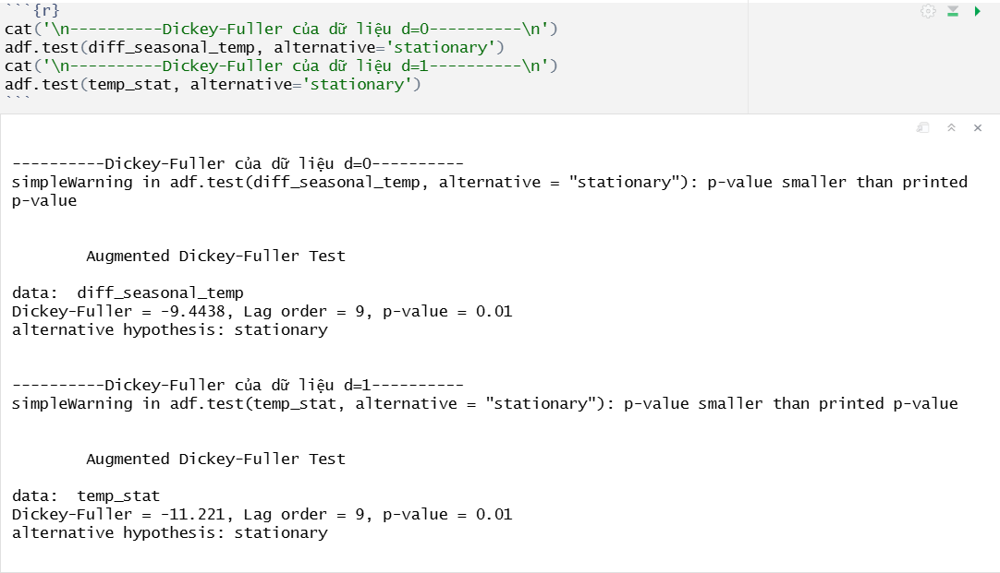 ```{r}
cat('\n----------Dickey-Fuller của dữ liệu d=0----------\n')
adf.test(diff_seasonal_temp, alternative='stationary')
cat('\n----------Dickey-Fuller của dữ liệu d=1----------\n')
adf.test(temp_stat, alternative='stationary')
```
----------Dickey-Fuller của dữ liệu d=0----------
simpleWarning in adf.test(diff_seasonal_temp, alternative = "stationary"): p-value smaller than printed
p-value
Augmented Dickey-Fuller Test
data:  diff_seasonal_temp
Dickey-Fuller = -9.4438, Lag order = 9, p-value = 0.01
alternative hypothesis: stationary
----------Dickey-Fuller của dữ liệu d=1----------
simpleWarning in adf.test(temp_stat, alternative = "stationary"): p-value smaller than printed p-value
Augmented Dickey-Fuller Test
data:  temp_stat
Dickey-Fuller = -11.221, Lag order = 9, p-value = 0.01
alternative hypothesis: stationary